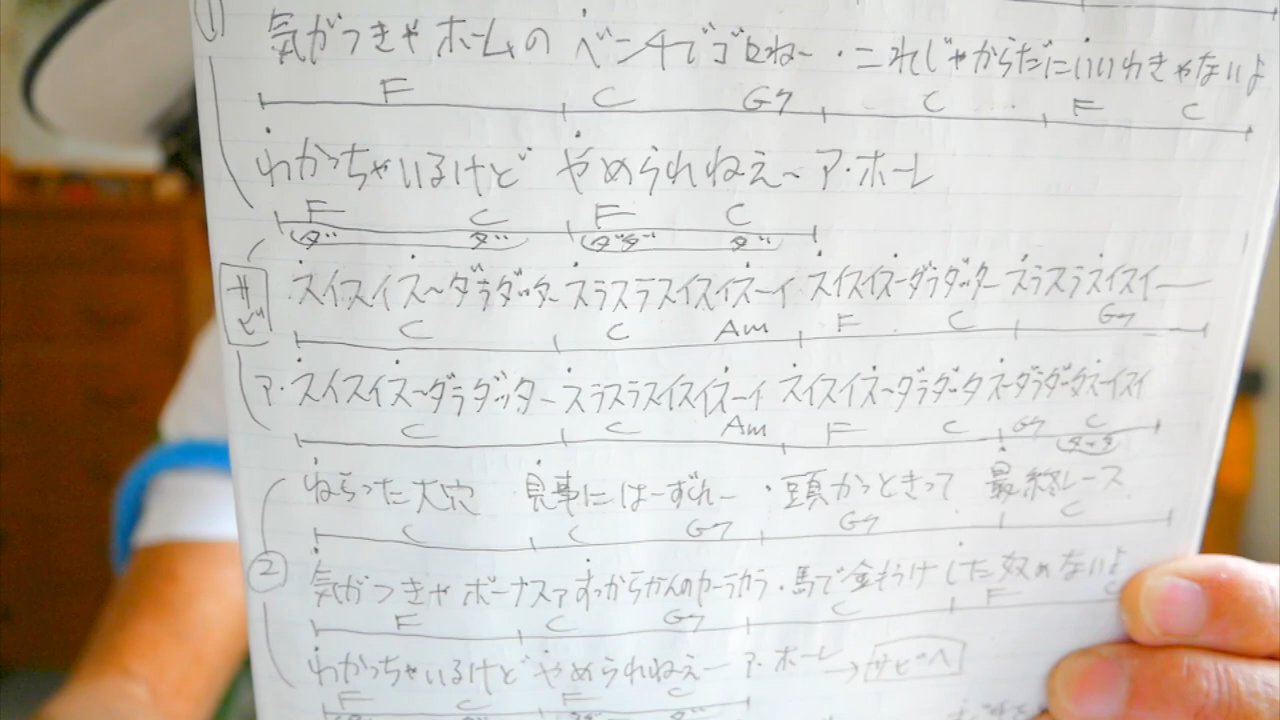 ① 気がつきゃホームのベンチでゴロねー・これじゃからだにいいわきゃないよ
F C G7 C F C
わかっちゃいるけど やめられねえ〜ア・ホーレ
F C F C
(ダダ ダダ) (ダダダダ ダダ)
サビ スイスイス〜ダラダッター スラスラスイスイスーイ スイスイスーダラダッター スラスラスイスイー
C C Am F C G7
ア・スイスイス〜ダラダッター スラスラスイスイスーイ スイスイス〜ダラダッタ スーダラダッタスイスイ
C C Am F C G7 C
ねらった大穴 見事にはーずれー ・頭かっときって 最終レース
C C G7 G7 C
② 気がつきゃ ボーナスァすっからかんのカーラカラ・馬で金もうけした奴ぁないよ
F C G7 C F C
わかっちゃいるけど やめられねえー ア・ホーレ→サビへ
F C F C